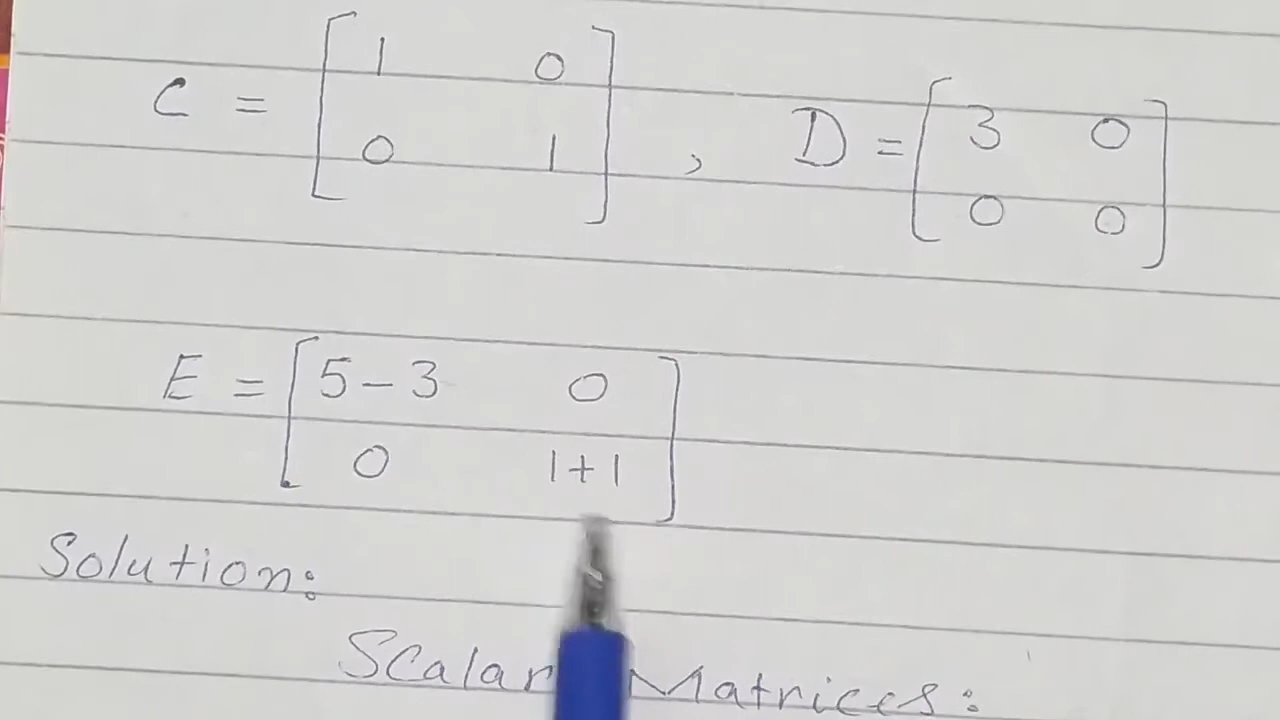 C = [1 0
0 1], D = [3 0
0 0]
E = [5-3 0
0 1+1]
Solution:
Scalar Matrices: